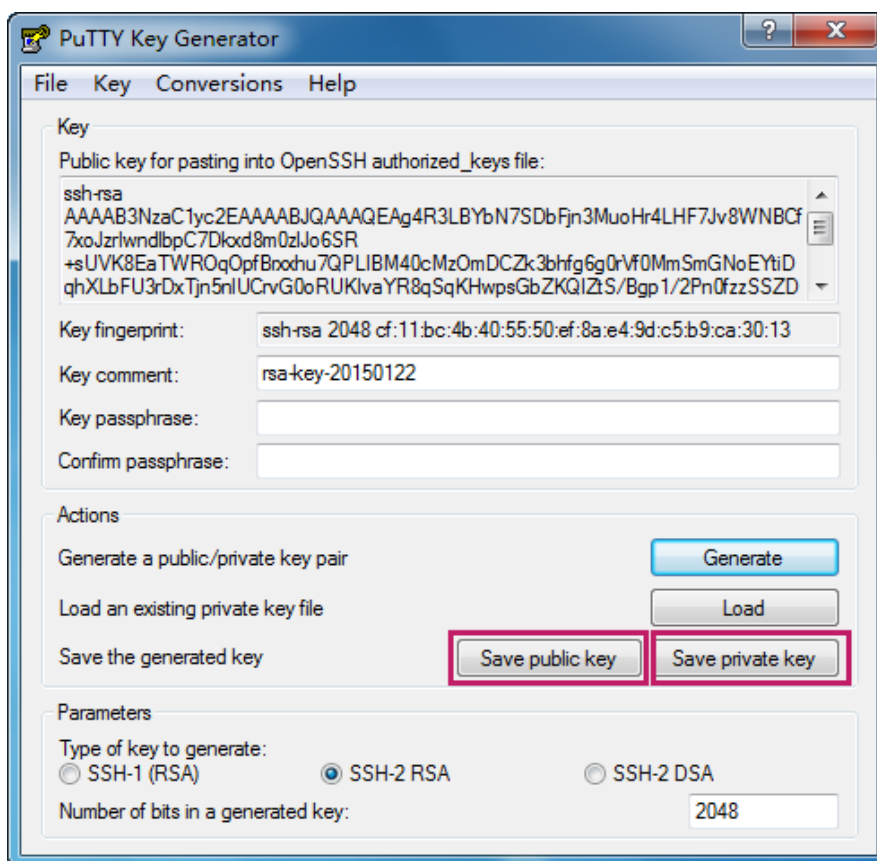 PuTTY Key Generator
File Key Conversions Help
Key
Public key for pasting into OpenSSH authorized_keys file:
ssh-rsa
AAAAB3NzaC1yc2EAAAABJQAAAQEAg4R3LBYbN7SDbFjn3MuoHr4LHF7Jv8WNBCf
7xoJzrlwndlbpC7Dkxd8m0zlJo6SR
+sUVK8EaTWROqOpfBrxxhu7QPLIBM40cMzOmDCZk3bhfg6g0rVf0MmSmGNoEYtiD
qhXLbFU3rDxTjn5nlUCrvG0oRUKlvaYR8qSqKHwpsGbZKQIZtS/Bgp1/2Pn0fzzSSZD
Key fingerprint: ssh-rsa 2048 cf:11:bc:4b:40:55:50:ef:8a:e4:9d:c5:b9:ca:30:13
Key comment: rsa-key-20150122
Key passphrase:
Confirm passphrase:
Actions
Generate a public/private key pair Generate
Load an existing private key file Load
Save the generated key Save public key Save private key
Parameters
Type of key to generate:
SSH-1 (RSA) SSH-2 RSA SSH-2 DSA
Number of bits in a generated key: 2048